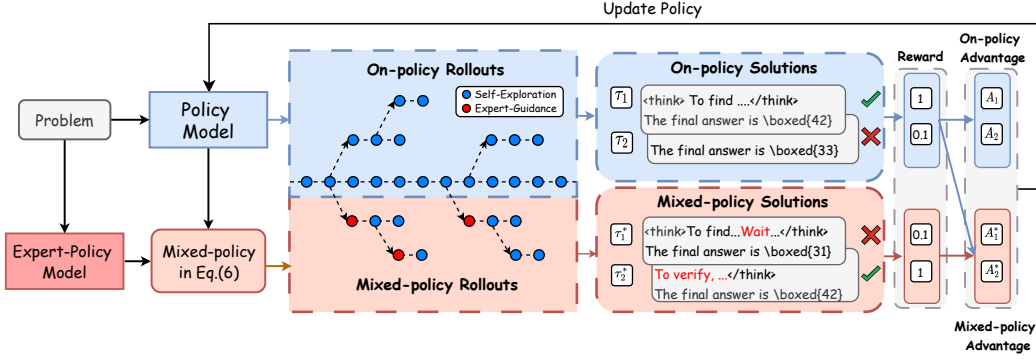 Update Policy
Problem
Policy
Model
Expert-Policy
Model
Mixed-policy
in Eq.(6)
On-policy Rollouts
Self-Exploration
Expert-Guidance
Mixed-policy Rollouts
On-policy Solutions
τ1
<think> To find ....</think>
The final answer is \boxed{42}
τ2
The final answer is \boxed{33}
Mixed-policy Solutions
τ1*
<think>To find...Wait...</think>
The final answer is \boxed{31}
τ2*
To verify, ...</think>
The final answer is \boxed{42}
Reward
1
0.1
0.1
1
On-policy
Advantage
A1
A2
A1*
A2*
Mixed-policy
Advantage